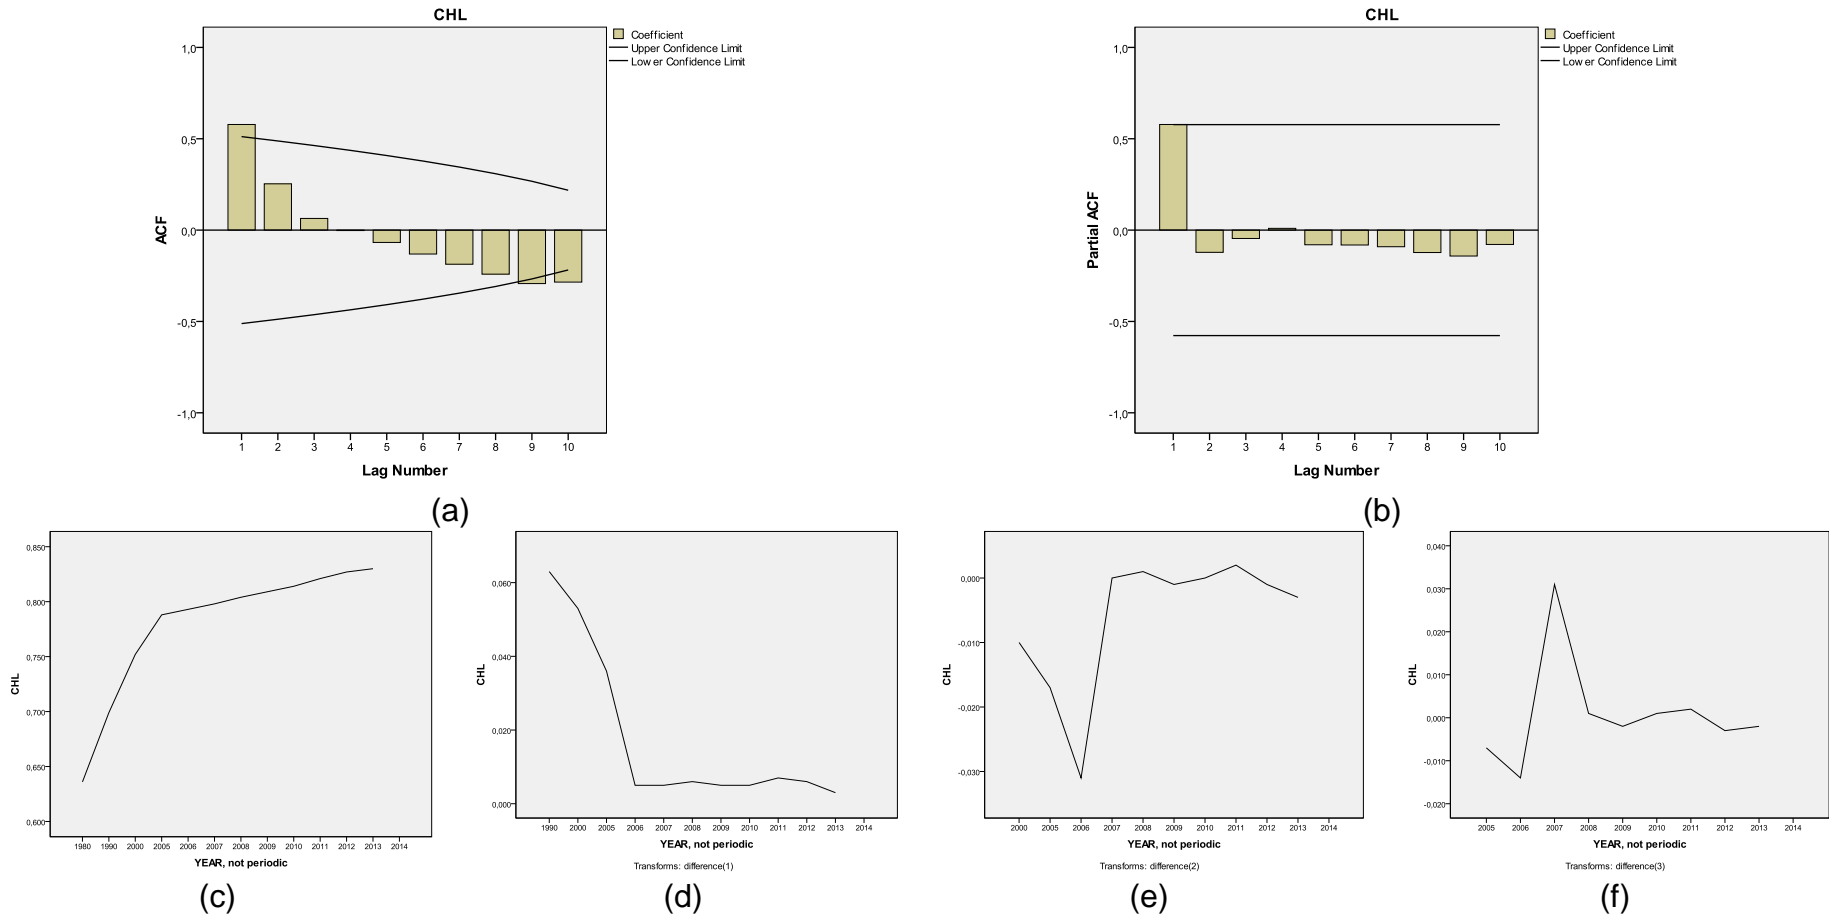 CHL
Coefficient
Upper Confidence Limit
Lower Confidence Limit
1,0
0,5
0,0
-0,5
-1,0
ACF
1 2 3 4 5 6 7 8 9 10
Lag Number
(a)
CHL
Coefficient
Upper Confidence Limit
Lower Confidence Limit
1,0
0,5
0,0
-0,5
-1,0
Partial ACF
1 2 3 4 5 6 7 8 9 10
Lag Number
(b)
0,850
0,800
0,750
0,700
0,650
0,600
CHL
1980 1990 2000 2005 2006 2007 2008 2009 2010 2011 2012 2013 2014
YEAR, not periodic
(c)
0,060
0,040
0,020
0,000
CHL
1990 2000 2005 2006 2007 2008 2009 2010 2011 2012 2013 2014
YEAR, not periodic
Transforms: difference(1)
(d)
0,000
-0,010
-0,020
-0,030
CHL
2000 2005 2006 2007 2008 2009 2010 2011 2012 2013 2014
YEAR, not periodic
Transforms: difference(2)
(e)
0,040
0,030
0,020
0,010
0,000
-0,010
-0,020
CHL
2005 2006 2007 2008 2009 2010 2011 2012 2013 2014
YEAR, not periodic
Transforms: difference(3)
(f)